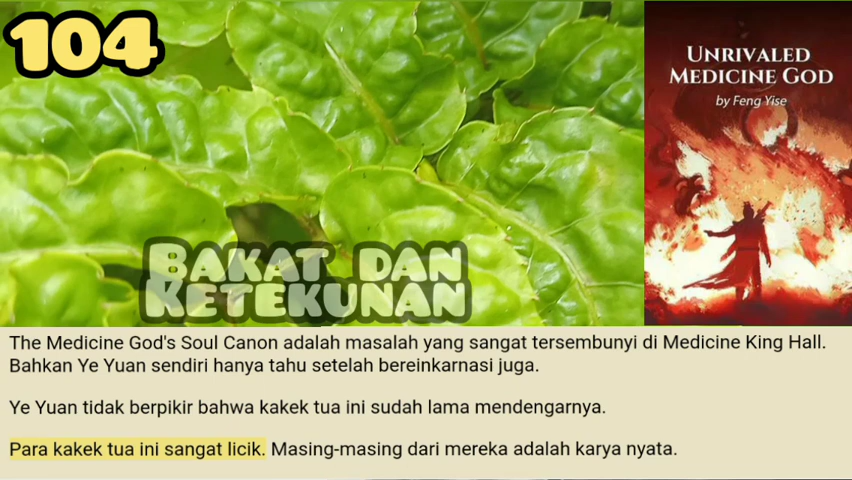 104
UNRIVALED
MEDICINE GOD
by Feng Yise
BAKAT DAN
KETEKUNAN
The Medicine God's Soul Canon adalah masalah yang sangat tersembunyi di Medicine King Hall.
Bahkan Ye Yuan sendiri hanya tahu setelah bereinkarnasi juga.
Ye Yuan tidak berpikir bahwa kakek tua ini sudah lama mendengarnya.
Para kakek tua ini sangat licik. Masing-masing dari mereka adalah karya nyata.